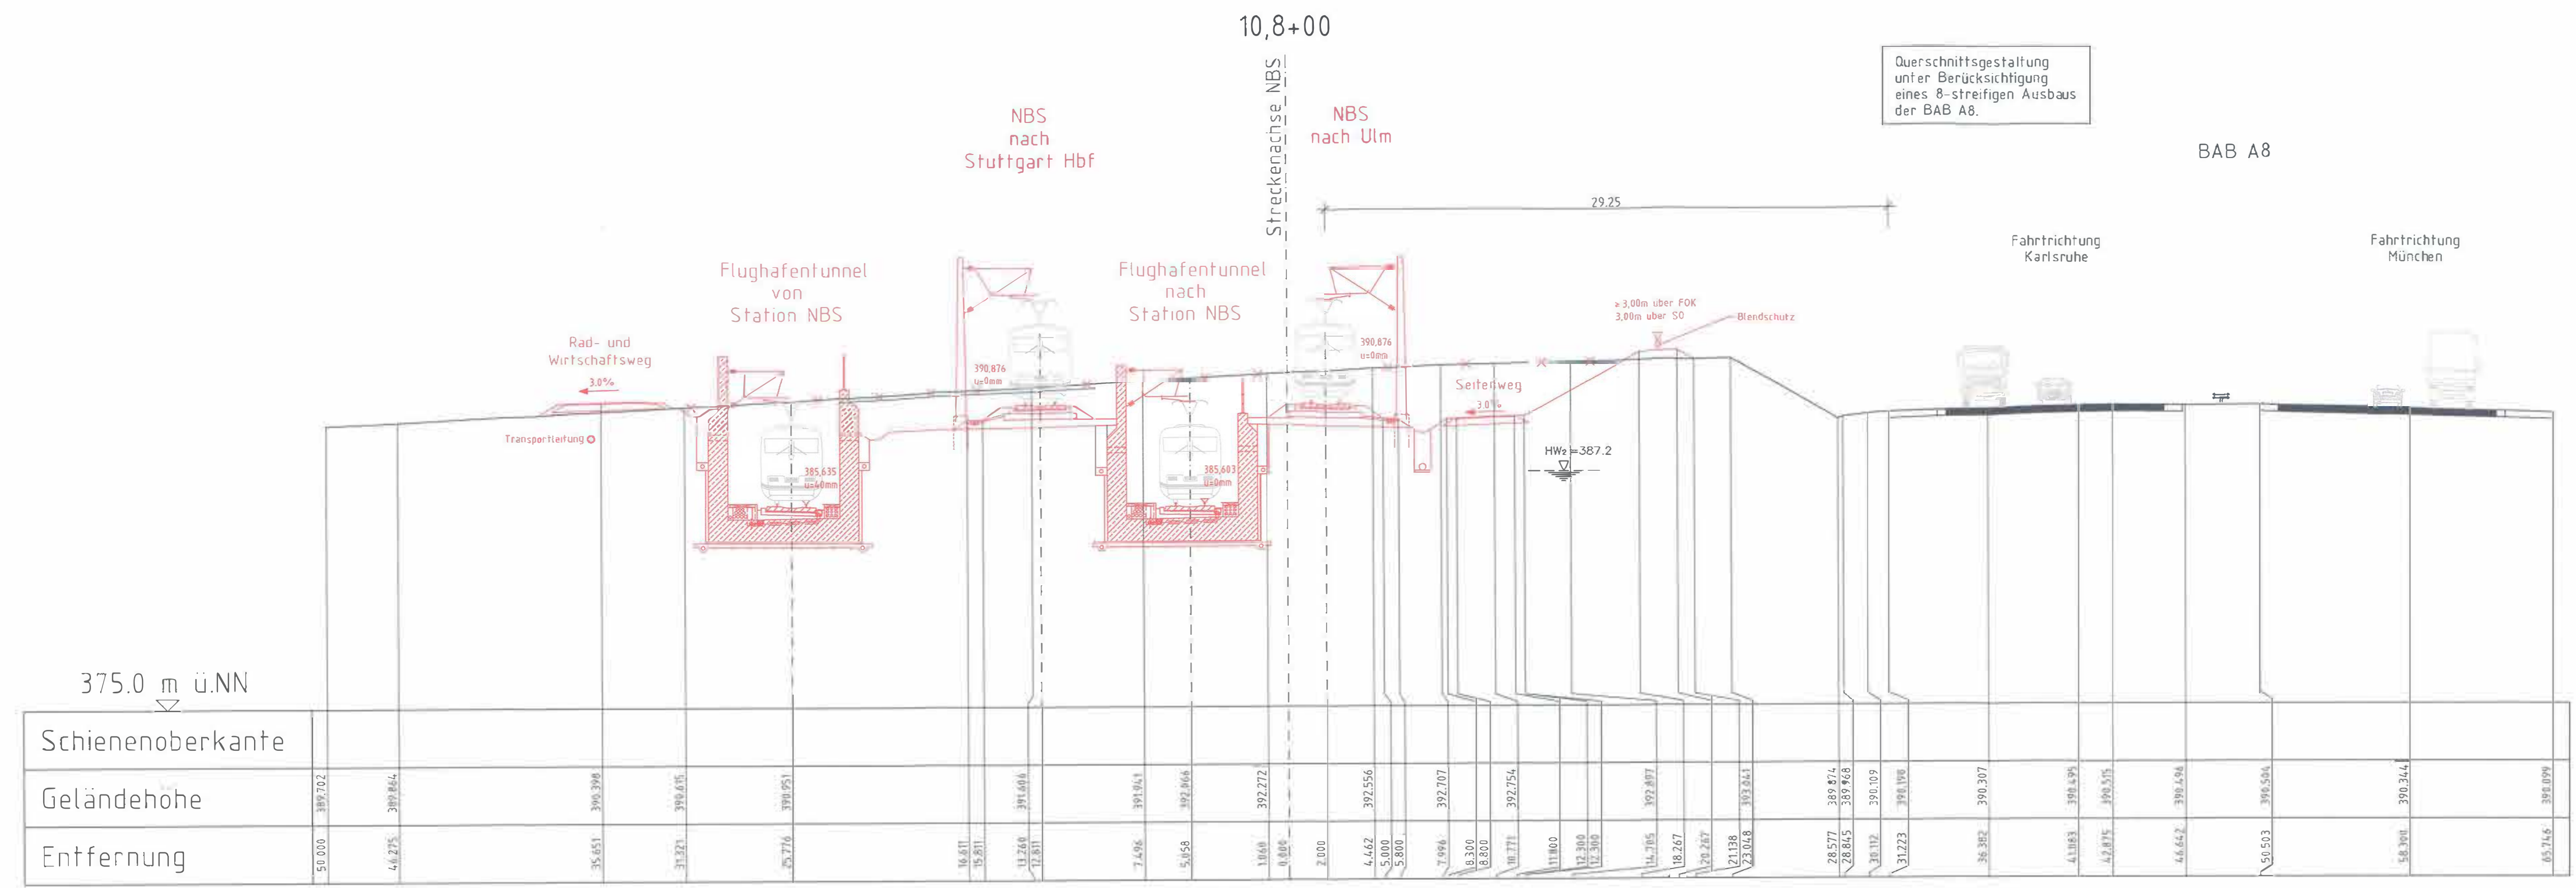 10,8+00
Streckenachse NBS
Querschnittsgestaltung
unter Berücksichtigung
eines 8-streifigen Ausbaus
der BAB A8.
NBS
nach
Stuttgart Hbf
NBS
nach Ulm
BAB A8
29.25
Fahrtrichtung
Karlsruhe
Fahrtrichtung
München
Flughafentunnel
von
Station NBS
Flughafentunnel
nach
Station NBS
≥ 3,00m über FOK
3,00m über SO
Blendschutz
Rad- und
Wirtschaftsweg
3.0%
390,876
u=0mm
390,876
u=0mm
Seitenweg
3.0%
Transportleitung
HW₂ =387.2
385,635
u=40mm
385,603
u=0mm
375.0 m ü.NN
Schienenoberkante
Geländehöhe
389,702
389.864
390.398
390.615
390.951
391.941
392.066
392.272
392.556
392.707
392.754
392.897
393.041
389.874
389.968
390.109
390.190
390.307
390.495
390.515
390.496
390.504
390.344
390.099
Entfernung
50.000
46.275
35.651
31.321
25.776
16.611
15.811
13.260
12.811
7.496
5.058
1.060
0.000
2.000
4.462
5.000
5.800
7.996
8.300
8.800
10.771
11.800
12.300
12.300
14.705
18.267
20.267
21.138
23.048
28.577
28.845
30.112
31.223
36.382
41.083
42.875
46.642
50.503
58.300
65.746